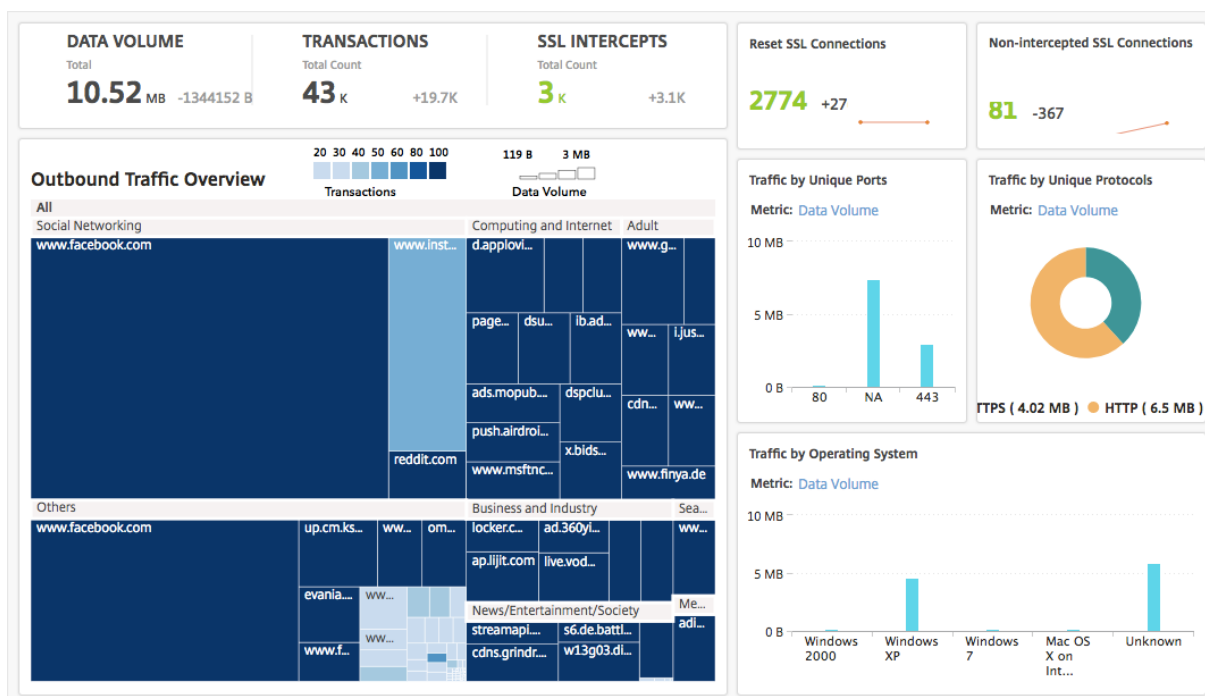 DATA VOLUME
Total
10.52 MB -1344152 B
TRANSACTIONS
Total Count
43 K +19.7K
SSL INTERCEPTS
Total Count
3 K +3.1K
Reset SSL Connections
2774 +27
Non-intercepted SSL Connections
81 -367
Outbound Traffic Overview
20 30 40 50 60 80 100
Transactions
119 B 3 MB
Data Volume
All
Social Networking
www.facebook.com
www.inst...
reddit.com
Computing and Internet
d.applovi...
page...
dsu...
ib.ad...
ads.mopub....
dspclu...
push.airdroi...
x.bids...
www.msftnc...
Adult
www.g...
ww...
i.jus...
cdn...
ww...
www.finya.de
Others
www.facebook.com
up.cm.ks...
ww...
om...
evania....
ww...
ww...
www.f...
Business and Industry
locker.c...
ad.360yi...
ap.lijit.com
live.vod...
Sea...
ww...
News/Entertainment/Society
streamapi....
s6.de.battl...
cdns.grindr....
w13g03.di...
Me...
adi...
Traffic by Unique Ports
Metric: Data Volume
10 MB
5 MB
0 B
80
NA
443
Traffic by Unique Protocols
Metric: Data Volume
TTPS ( 4.02 MB ) HTTP ( 6.5 MB )
Traffic by Operating System
Metric: Data Volume
10 MB
5 MB
0 B
Windows
2000
Windows
XP
Windows
7
Mac OS
X on
Int...
Unknown